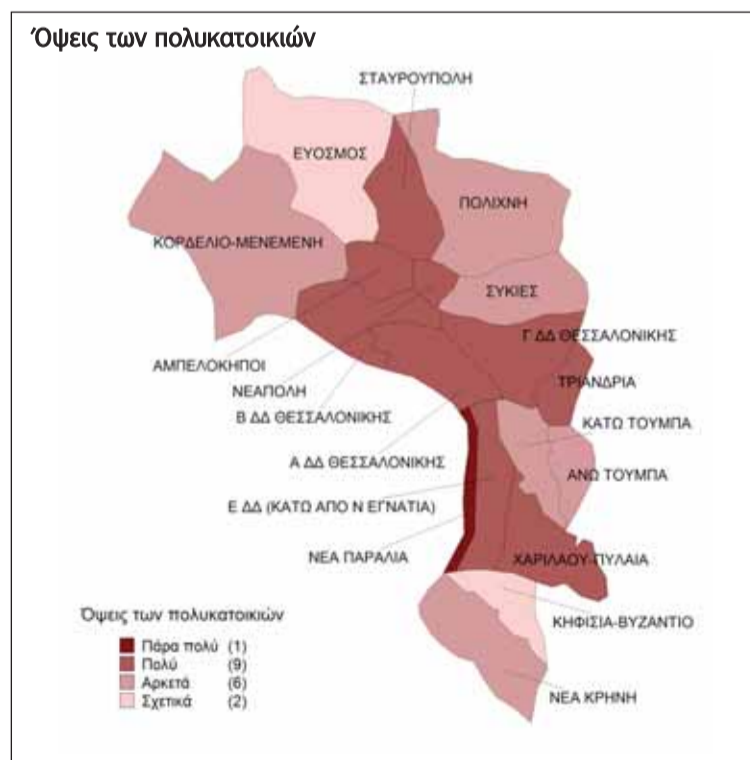 Όψεις των πολυκατοικιών
ΣΤΑΥΡΟΥΠΟΛΗ
ΕΥΟΣΜΟΣ
ΠΟΛΙΧΝΗ
ΚΟΡΔΕΛΙΟ-ΜΕΝΕΜΕΝΗ
ΣΥΚΙΕΣ
Γ ΔΔ ΘΕΣΣΑΛΟΝΙΚΗΣ
ΑΜΠΕΛΟΚΗΠΟΙ
ΤΡΙΑΝΔΡΙΑ
ΝΕΑΠΟΛΗ
Β ΔΔ ΘΕΣΣΑΛΟΝΙΚΗΣ
ΚΑΤΩ ΤΟΥΜΠΑ
Α ΔΔ ΘΕΣΣΑΛΟΝΙΚΗΣ
ΑΝΩ ΤΟΥΜΠΑ
Ε ΔΔ (ΚΑΤΩ ΑΠΟ Ν ΕΓΝΑΤΙΑ)
ΝΕΑ ΠΑΡΑΛΙΑ
ΧΑΡΙΛΑΟΥ-ΠΥΛΑΙΑ
ΚΗΦΙΣΙΑ-ΒΥΖΑΝΤΙΟ
ΝΕΑ ΚΡΗΝΗ
Όψεις των πολυκατοικιών
Πάρα πολύ (1)
Πολύ (9)
Αρκετά (6)
Σχετικά (2)